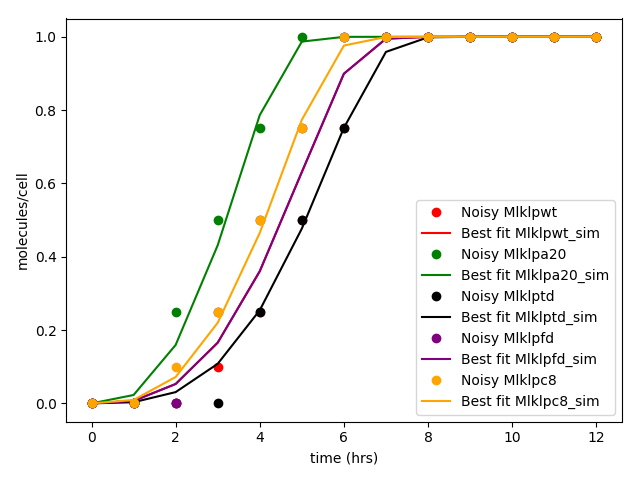 1.0
0.8
0.6
0.4
0.2
0.0
molecules/cell
0 2 4 6 8 10 12
time (hrs)
Noisy Mlklpwt
Best fit Mlklpwt_sim
Noisy Mlklpa20
Best fit Mlklpa20_sim
Noisy Mlklptd
Best fit Mlklptd_sim
Noisy Mlklpfd
Best fit Mlklpfd_sim
Noisy Mlklpc8
Best fit Mlklpc8_sim